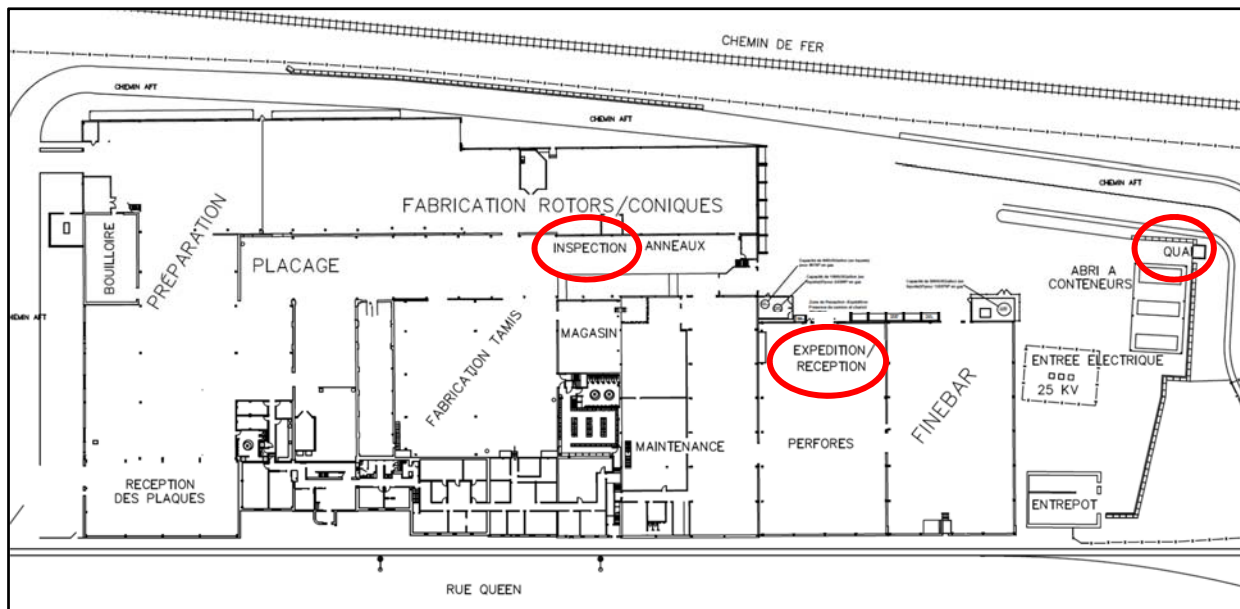 CHEMIN DE FER
CHEMIN AFT
CHEMIN AFT
CHEMIN AFT
FABRICATION ROTORS/CONIQUES
PRÉPARATION
BOUILLOIRE
PLACAGE
INSPECTION
ANNEAUX
QUAI
ABRI A
CONTENEURS
CHEMIN AFT
MAGASIN
FABRICATION TAMIS
EXPEDITION/
RECEPTION
FINEBAR
ENTREE ELECTRIQUE
25 KV
MAINTENANCE
PERFORES
RECEPTION
DES PLAQUES
ENTREPOT
RUE QUEEN